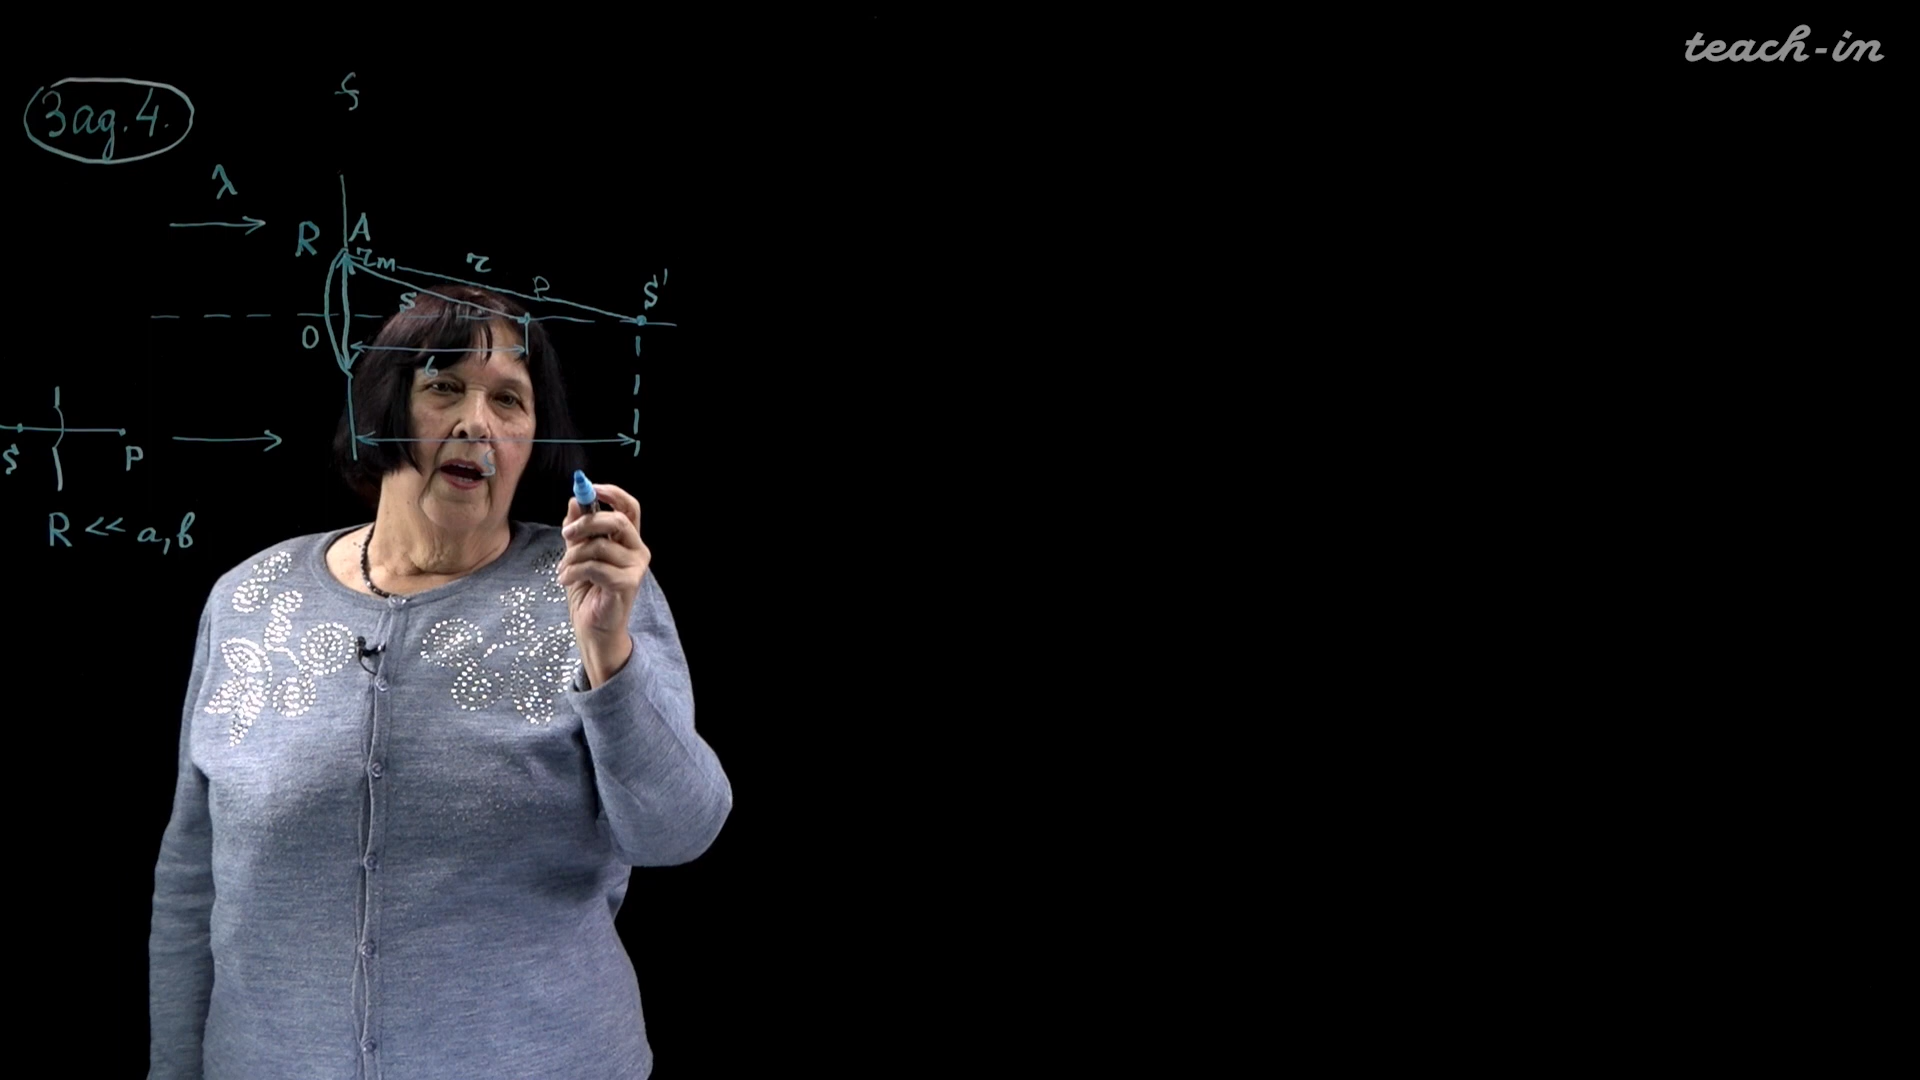 teach-in
Зад. 4.
f
λ
R A
r_m r
s P S'
O
b
f
S P
R << a, b